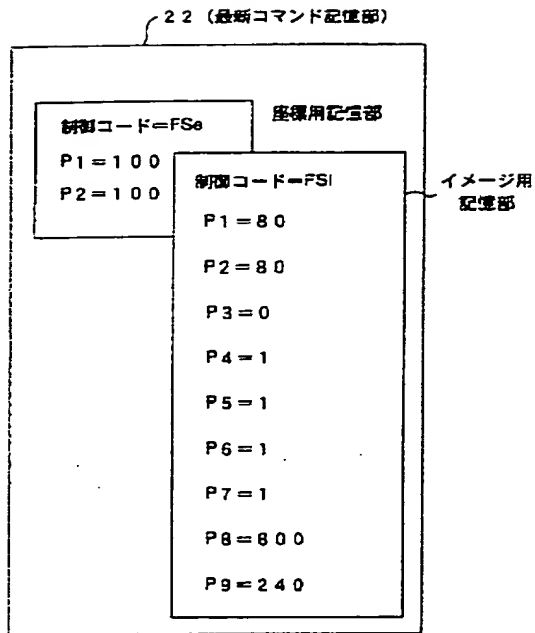 22 (最新コマンド記憶部)
座標用記憶部
制御コード=FSe
P1=100
P2=100
イメージ用
記憶部
制御コード=FSI
P1=80
P2=80
P3=0
P4=1
P5=1
P6=1
P7=1
P8=800
P9=240